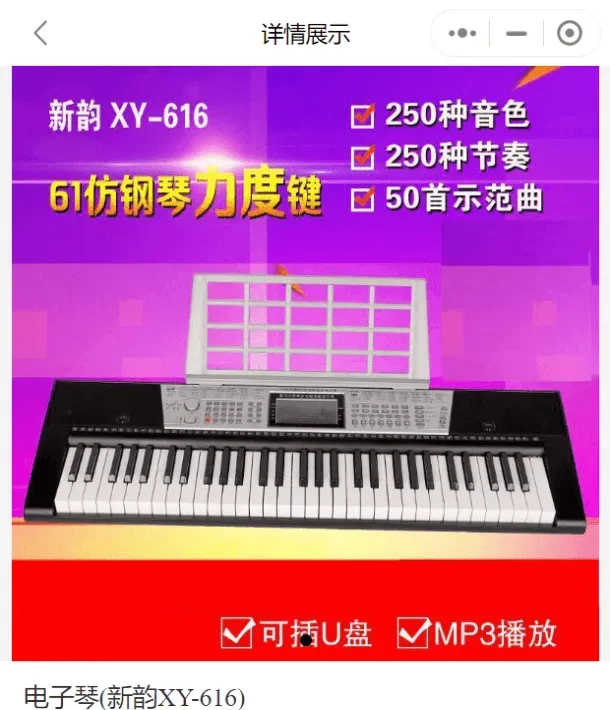 详情展示
新韵 XY-616
250种音色
250种节奏
61仿钢琴力度键
50首示范曲
可插U盘
MP3播放
电子琴(新韵XY-616)